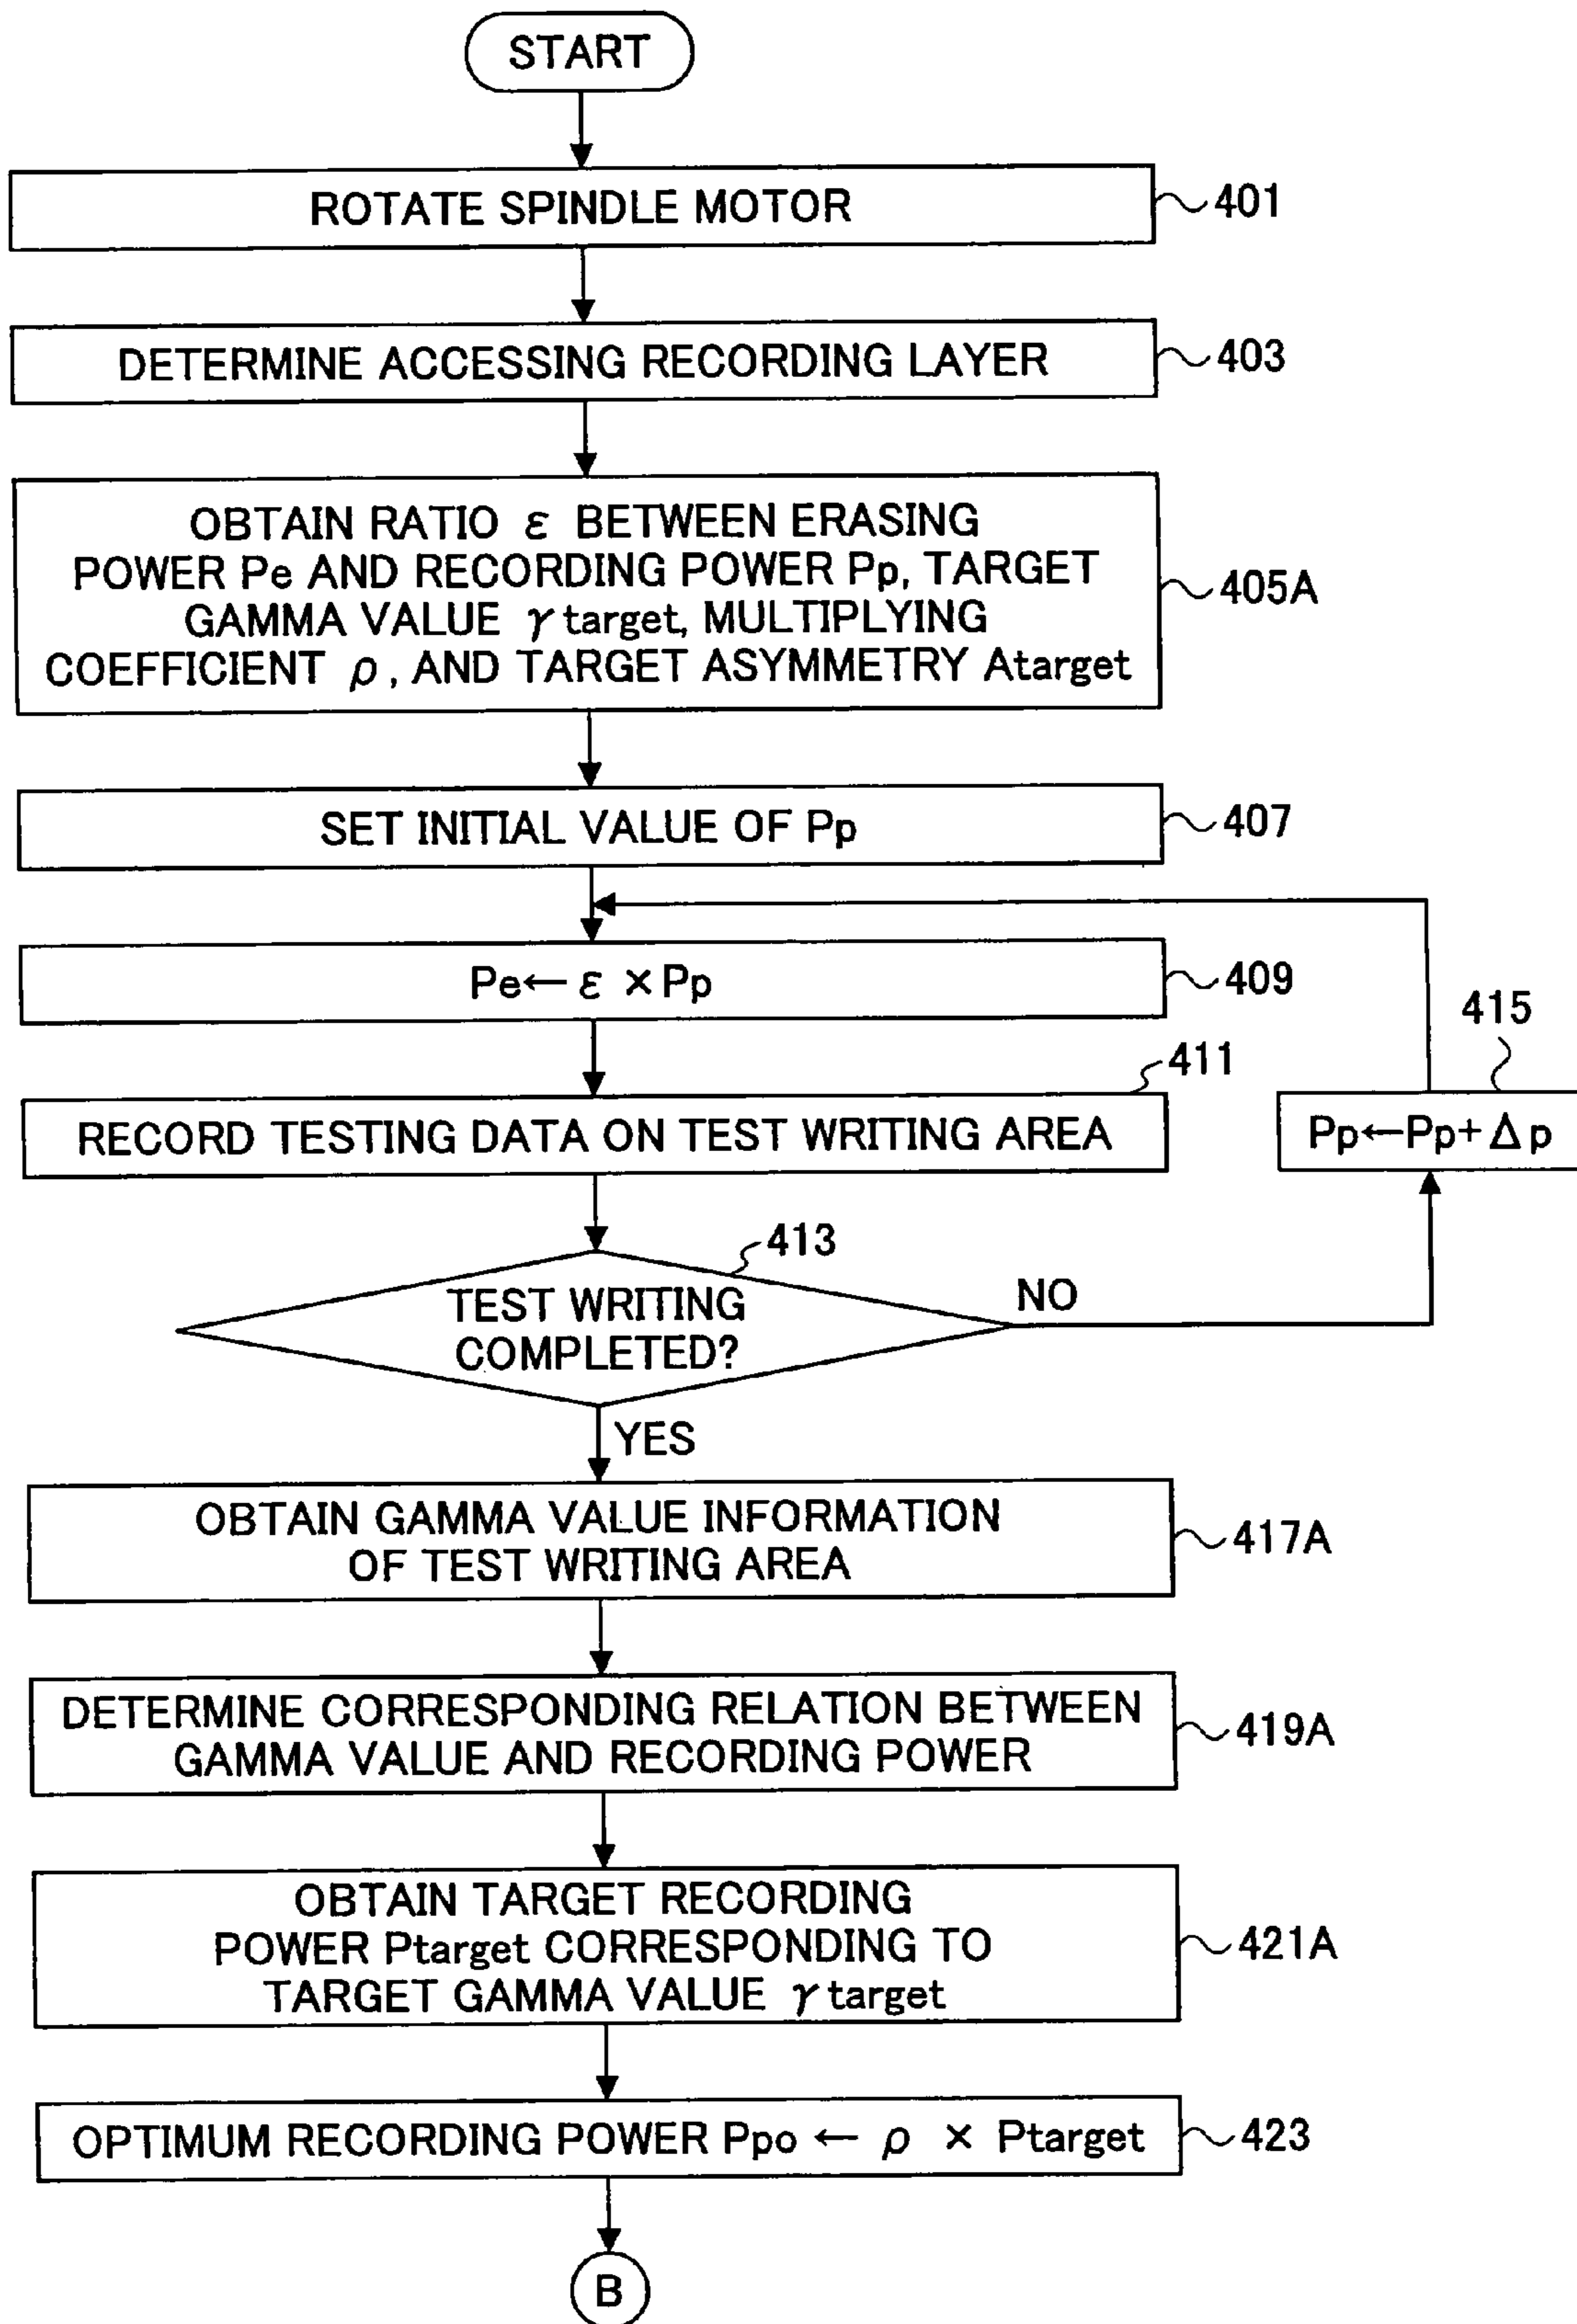 START
ROTATE SPINDLE MOTOR
401
DETERMINE ACCESSING RECORDING LAYER
403
OBTAIN RATIO ε BETWEEN ERASING
POWER Pe AND RECORDING POWER Pp, TARGET
GAMMA VALUE γ target, MULTIPLYING
COEFFICIENT ρ, AND TARGET ASYMMETRY Atarget
405A
SET INITIAL VALUE OF Pp
407
Pe← ε ×Pp
409
RECORD TESTING DATA ON TEST WRITING AREA
411
Pp←Pp+Δp
415
TEST WRITING
COMPLETED?
413
NO
YES
OBTAIN GAMMA VALUE INFORMATION
OF TEST WRITING AREA
417A
DETERMINE CORRESPONDING RELATION BETWEEN
GAMMA VALUE AND RECORDING POWER
419A
OBTAIN TARGET RECORDING
POWER Ptarget CORRESPONDING TO
TARGET GAMMA VALUE γ target
421A
OPTIMUM RECORDING POWER Ppo ← ρ × Ptarget
423
B